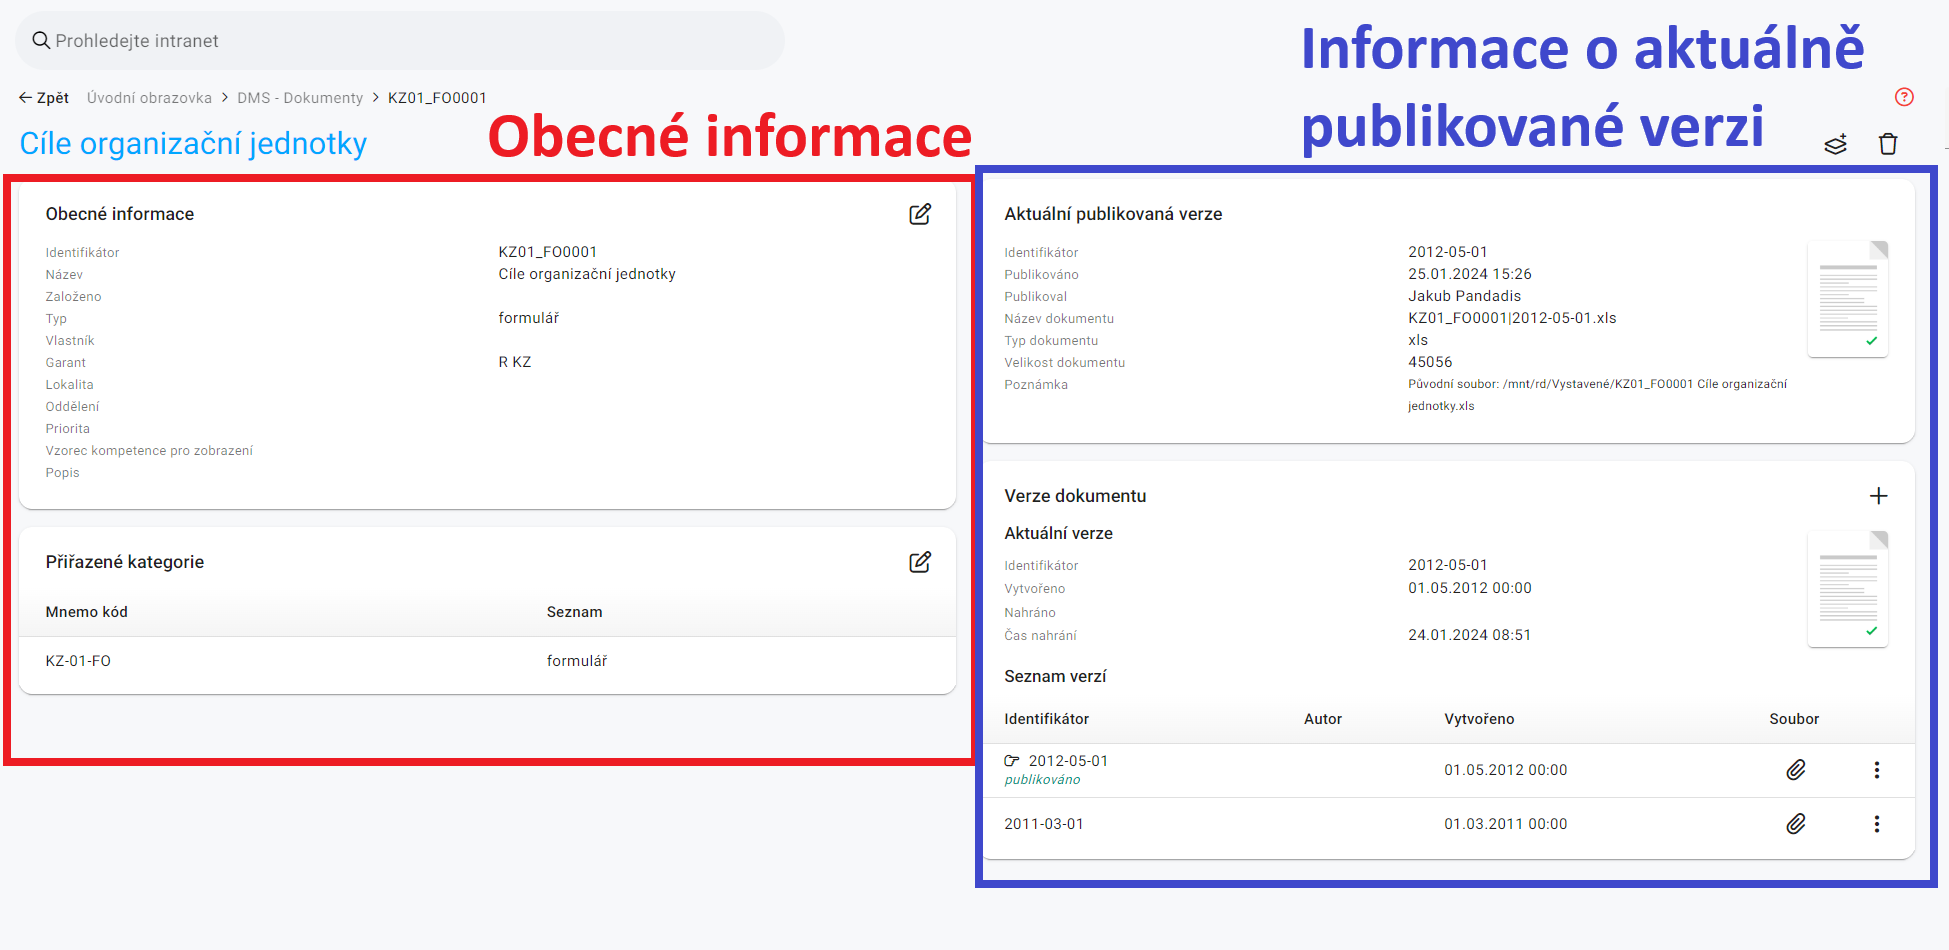 Prohledejte intranet
Informace o aktuálně
publikované verzi
Zpět Úvodní obrazovka > DMS - Dokumenty > KZ01_FO0001
Cíle organizační jednotky
Obecné informace
Obecné informace
Identifikátor KZ01_FO0001
Název Cíle organizační jednotky
Založeno
Typ formulář
Vlastník
Garant R KZ
Lokalita
Oddělení
Priorita
Vzorec kompetence pro zobrazení
Popis
Přiřazené kategorie
Mnemo kód Seznam
KZ-01-FO formulář
Aktuální publikovaná verze
Identifikátor 2012-05-01
Publikováno 25.01.2024 15:26
Publikoval Jakub Pandadis
Název dokumentu KZ01_FO0001|2012-05-01.xls
Typ dokumentu xls
Velikost dokumentu 45056
Poznámka Původní soubor: /mnt/rd/Vystavené/KZ01_FO0001 Cíle organizační
jednotky.xls
Verze dokumentu
Aktuální verze
Identifikátor 2012-05-01
Vytvořeno 01.05.2012 00:00
Nahráno
Čas nahrání 24.01.2024 08:51
Seznam verzí
Identifikátor Autor Vytvořeno Soubor
2012-05-01 01.05.2012 00:00
publikováno
2011-03-01 01.03.2011 00:00